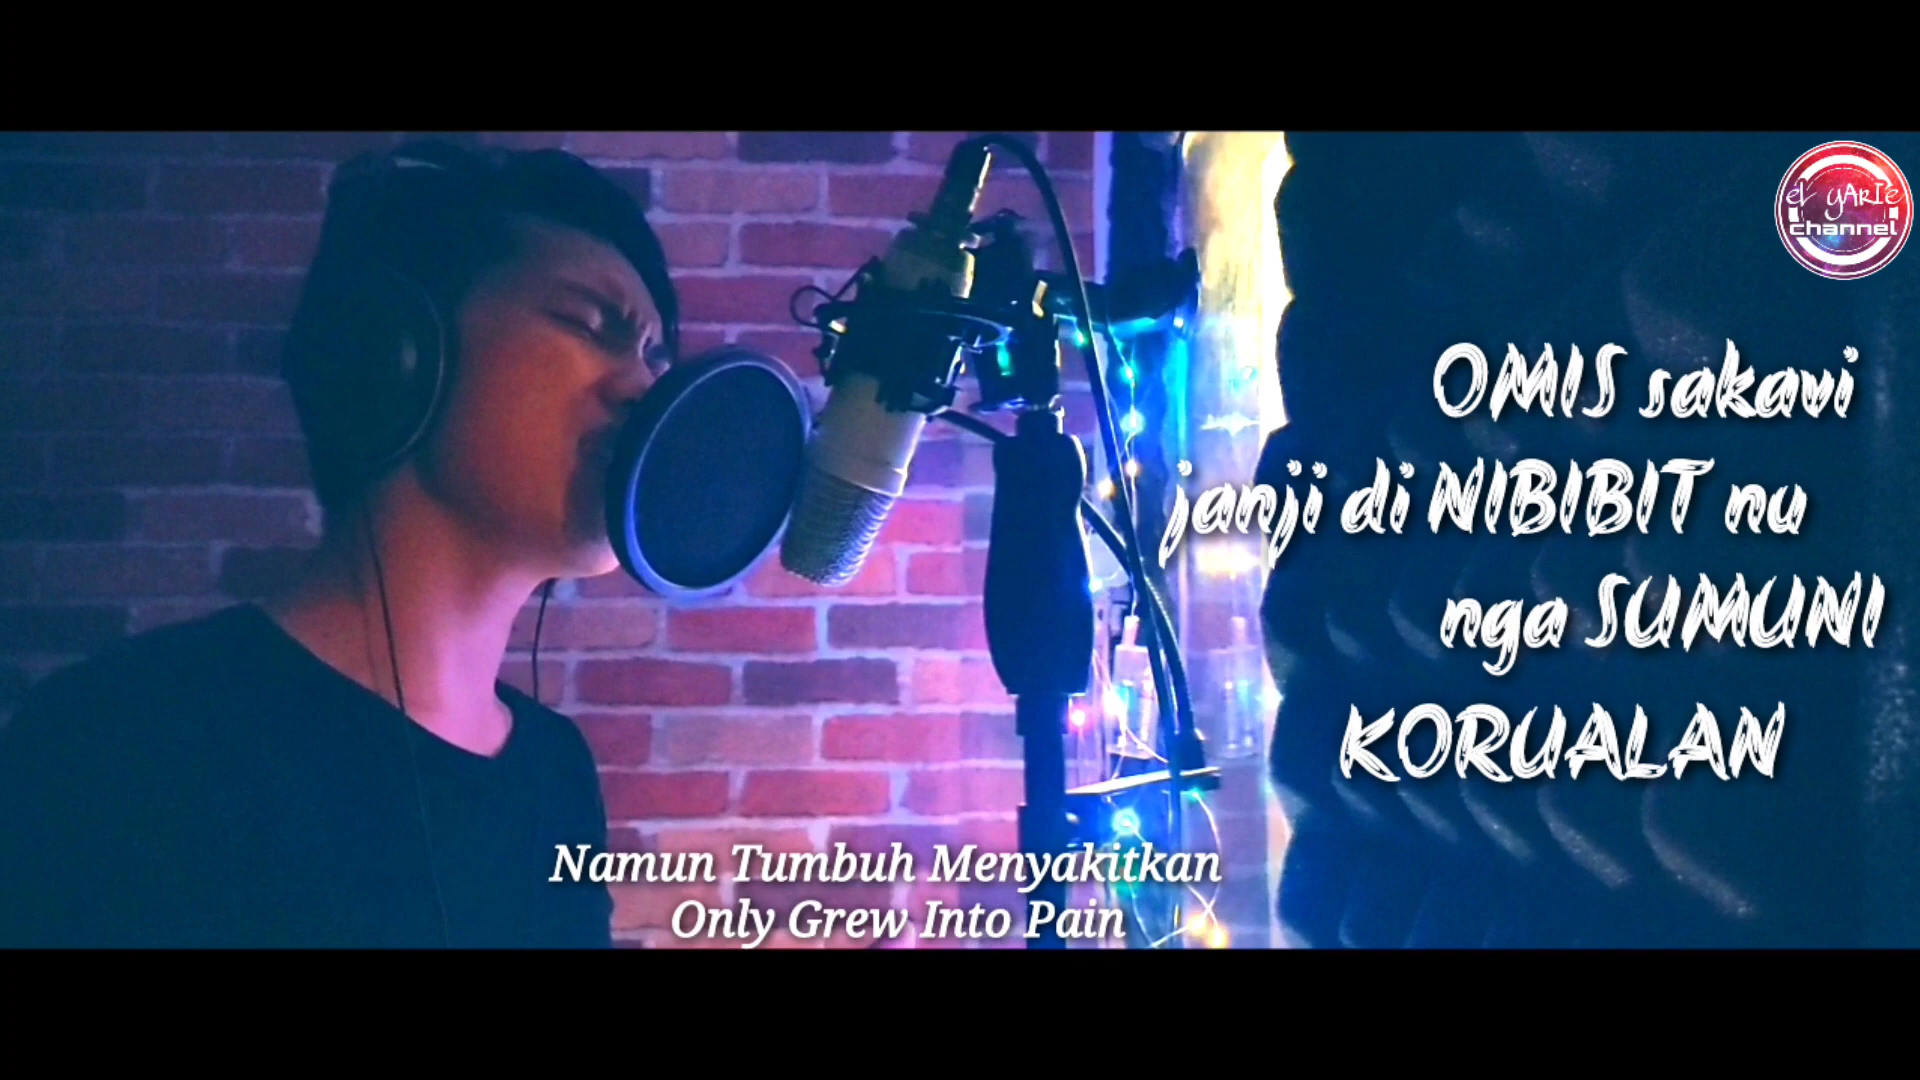 el yArIe
channel
OMIS sakavi
janji di NIBIBIT nu
nga SUMUNI
KORUALAN
Namun Tumbuh Menyakitkan
Only Grew Into Pain